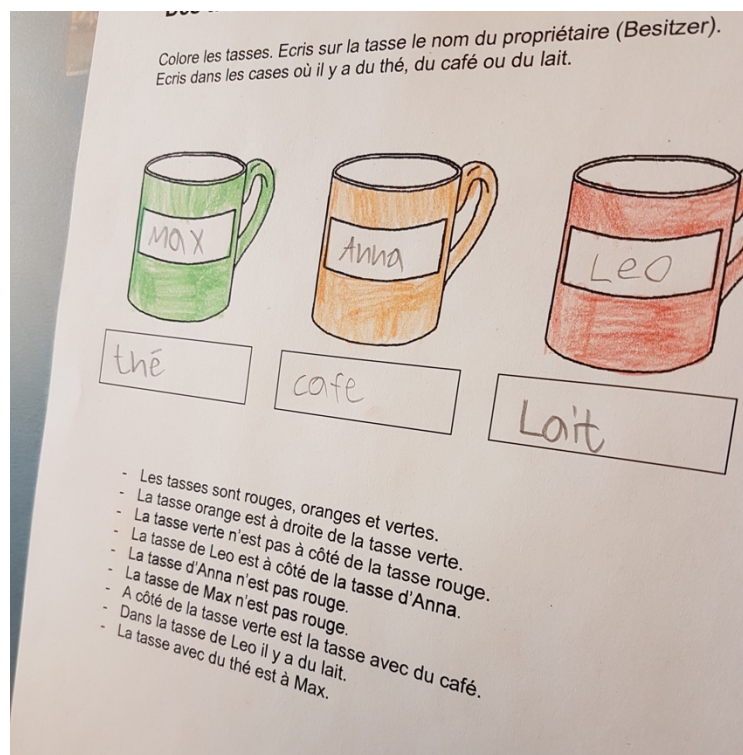 Colore les tasses. Ecris sur la tasse le nom du propriétaire (Besitzer).
Ecris dans les cases où il y a du thé, du café ou du lait.
Max
Anna
Leo
thé
cafe
Lait
- Les tasses sont rouges, oranges et vertes.
- La tasse orange est à droite de la tasse verte.
- La tasse verte n'est pas à côté de la tasse rouge.
- La tasse de Leo est à côté de la tasse d'Anna.
- La tasse d'Anna n'est pas rouge.
- La tasse de Max n'est pas rouge.
- A côté de la tasse verte est la tasse avec du café.
- Dans la tasse de Leo il y a du lait.
- La tasse avec du thé est à Max.